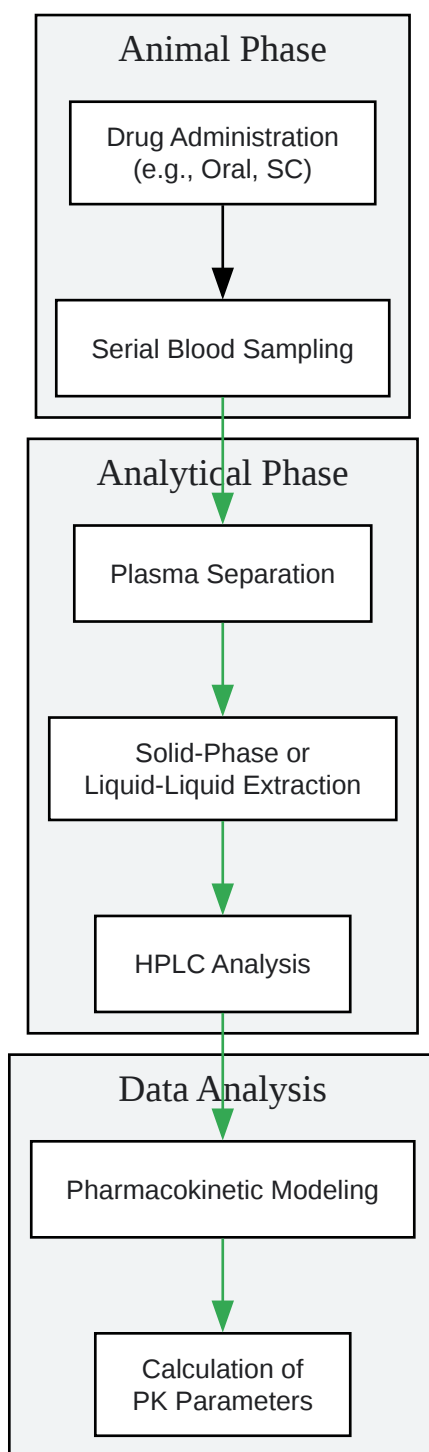 Animal Phase
Drug Administration
(e.g., Oral, SC)
Serial Blood Sampling
Analytical Phase
Plasma Separation
Solid-Phase or
Liquid-Liquid Extraction
HPLC Analysis
Data Analysis
Pharmacokinetic Modeling
Calculation of
PK Parameters